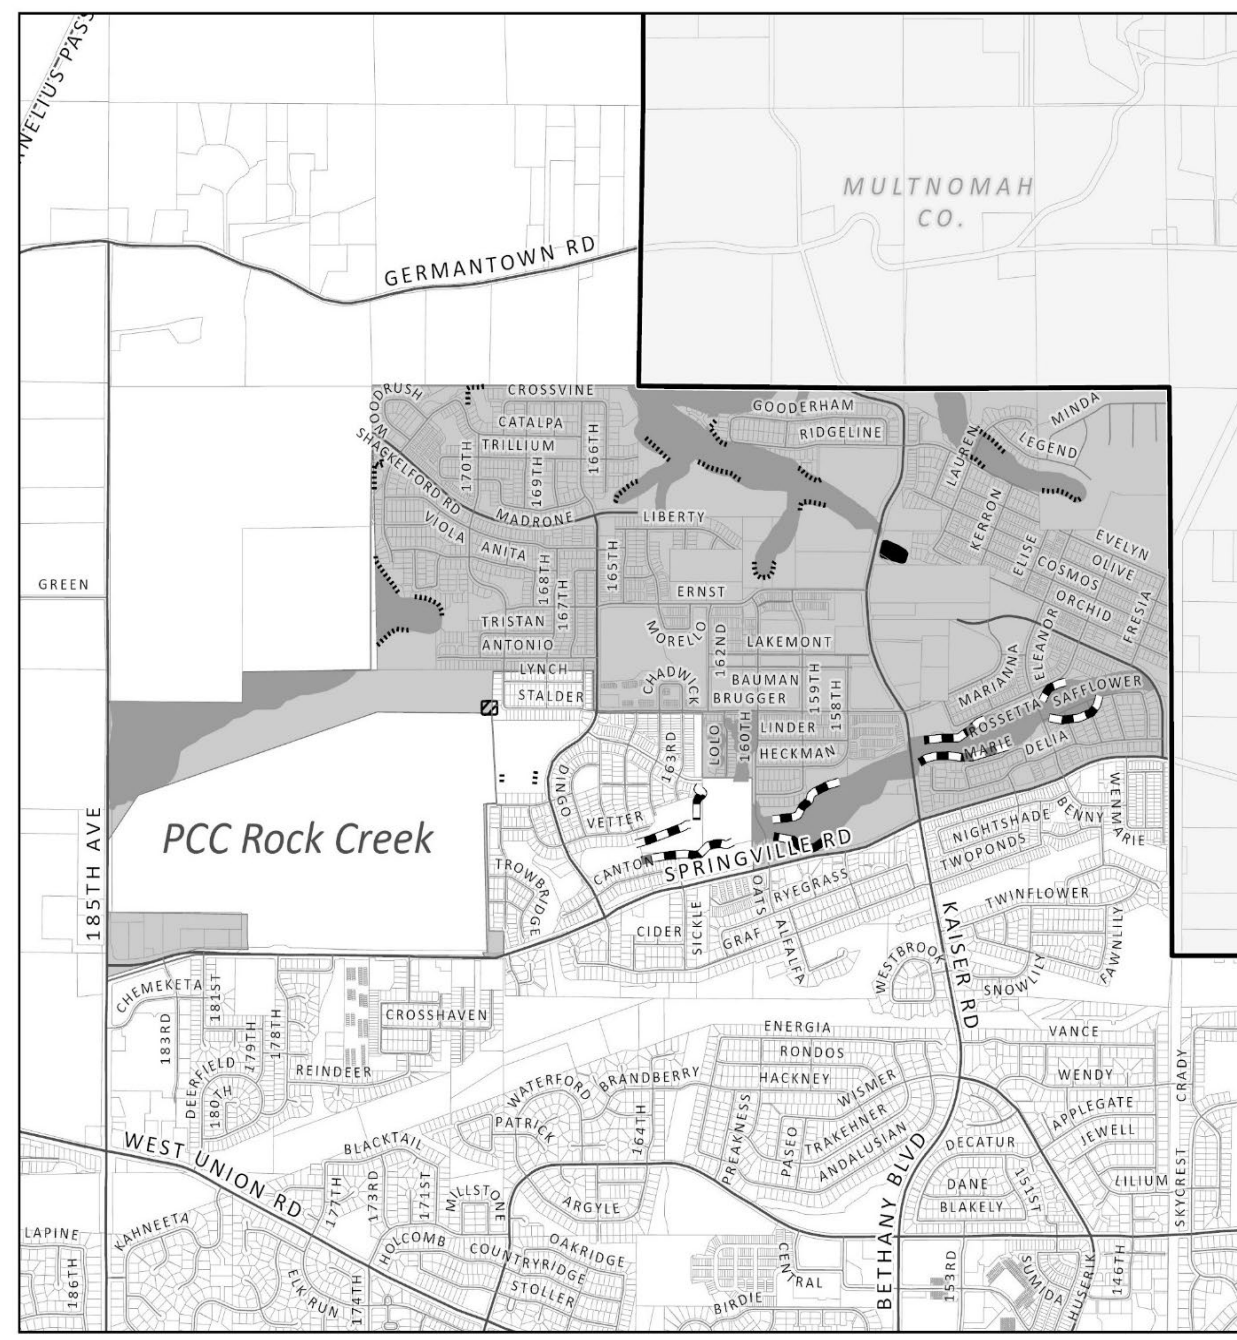 NELIUS PASS
MULTNOMAH
CO.
GERMANTOWN RD
WOODRUSH
CROSSVINE
CATALPA
TRILLIUM
SHACKELFORD RD
170TH
169TH
166TH
MADRONE
GOODERHAM
RIDGELINE
LAUREN
LEGEND
MINDA
VIOLA
ANITA
LIBERTY
KERRON
ELISE
EVELYN
OLIVE
COSMOS
ORCHID
FRESIA
GREEN
168TH
167TH
165TH
ERNST
TRISTAN
ANTONIO
MORELLO
162ND
LAKEMONT
MARIANNA
ELEANOR
LYNCH
STALDER
CHADWICK
BAUMAN
BRUGGER
159TH
158TH
ROSSETTA
SAFFLOWER
163RD
LOLO
160TH
LINDER
HECKMAN
MARIE
DELIA
DINGO
VETTER
185TH AVE
PCC Rock Creek
TROWBRIDGE
CANTON
SPRINGVILLE RD
NIGHTSHADE
TWOPONDS
BENNY
WENMARIE
OATS
RYEGRASS
CIDER
SICKLE
GRAF
ALFALFA
KAISER RD
TWINFLOWER
WESTBROOK
SNOWLILY
FAWNLILY
CHEMEKETA
181ST
183RD
179TH
178TH
CROSSHAVEN
DEERFIELD
180TH
REINDEER
ENERGIA
RONDOS
HACKNEY
WISMER
VANCE
WENDY
CRADY
WATERFORD
BRANDBERRY
PATRICK
164TH
PREAKNESS
PASEO
TRAKEHNER
ANDALUSIAN
APPLEGATE
JEWELL
DECATUR
WEST UNION RD
BLACKTAIL
177TH
173RD
171ST
MILLSTONE
ARGYLE
BETHANY BLVD
DANE
BLAKELY
151ST
LILIUM
SKYCREST
LAPINE
KAHNEETA
186TH
ELK RUN
174TH
HOLCOMB
COUNTRYRIDGE
OAKRIDGE
STOLLER
CENTRAL
BIRDIE
153RD
SUMIDA
HUSERIK
146TH